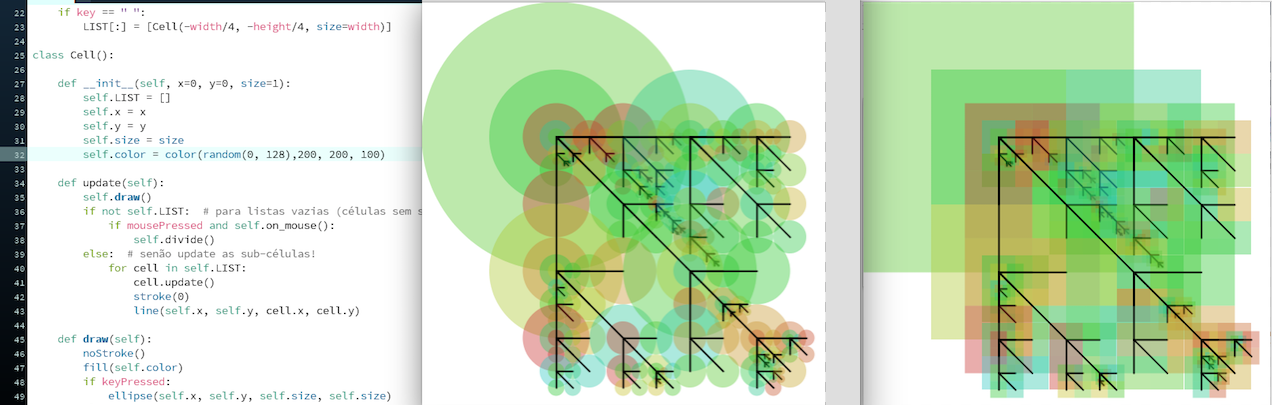 22 if key == " ":
23 LIST[:] = [Cell(-width/4, -height/4, size=width)]
24
25 class Cell():
26
27 def __init__(self, x=0, y=0, size=1):
28 self.LIST = []
29 self.x = x
30 self.y = y
31 self.size = size
32 self.color = color(random(0, 128),200, 200, 100)
33
34 def update(self):
35 self.draw()
36 if not self.LIST: # para listas vazias (células sem s
37 if mousePressed and self.on_mouse():
38 self.divide()
39 else: # senão update as sub-células!
40 for cell in self.LIST:
41 cell.update()
42 stroke(0)
43 line(self.x, self.y, cell.x, cell.y)
44
45 def draw(self):
46 noStroke()
47 fill(self.color)
48 if keyPressed:
49 ellipse(self.x, self.y, self.size, self.size)